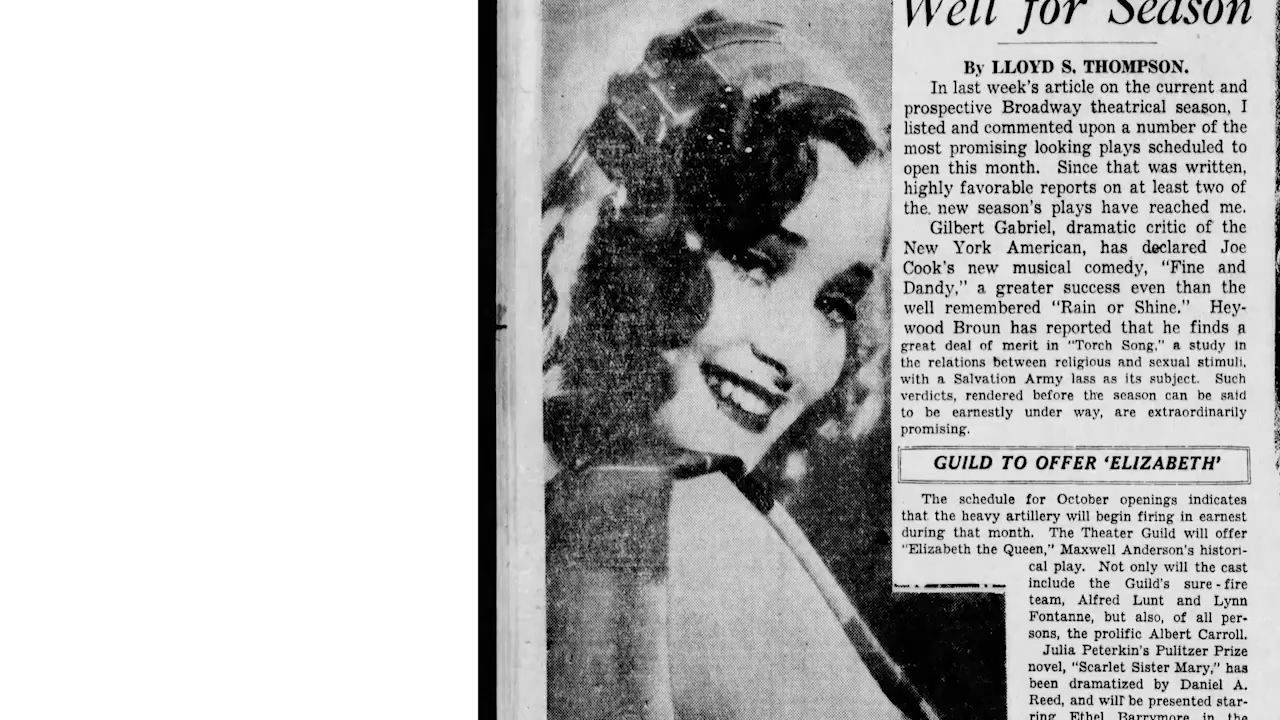 Well for Season
By LLOYD S. THOMPSON.
In last week's article on the current and
prospective Broadway theatrical season, I
listed and commented upon a number of the
most promising looking plays scheduled to
open this month. Since that was written,
highly favorable reports on at least two of
the. new season's plays have reached me.
Gilbert Gabriel, dramatic critic of the
New York American, has declared Joe
Cook's new musical comedy, "Fine and
Dandy," a greater success even than the
well remembered "Rain or Shine." Hey-
wood Broun has reported that he finds a
great deal of merit in "Torch Song," a study in
the relations between religious and sexual stimuli,
with a Salvation Army lass as its subject. Such
verdicts, rendered before the season can be said
to be earnestly under way, are extraordinarily
promising.
GUILD TO OFFER 'ELIZABETH'
The schedule for October openings indicates
that the heavy artillery will begin firing in earnest
during that month. The Theater Guild will offer
"Elizabeth the Queen," Maxwell Anderson's histori-
cal play. Not only will the cast
include the Guild's sure-fire
team, Alfred Lunt and Lynn
Fontanne, but also, of all per-
sons, the prolific Albert Carroll.
Julia Peterkin's Pulitzer Prize
novel, "Scarlet Sister Mary," has
been dramatized by Daniel A.
Reed, and will be presented star-
ring Ethel Barrymore in the